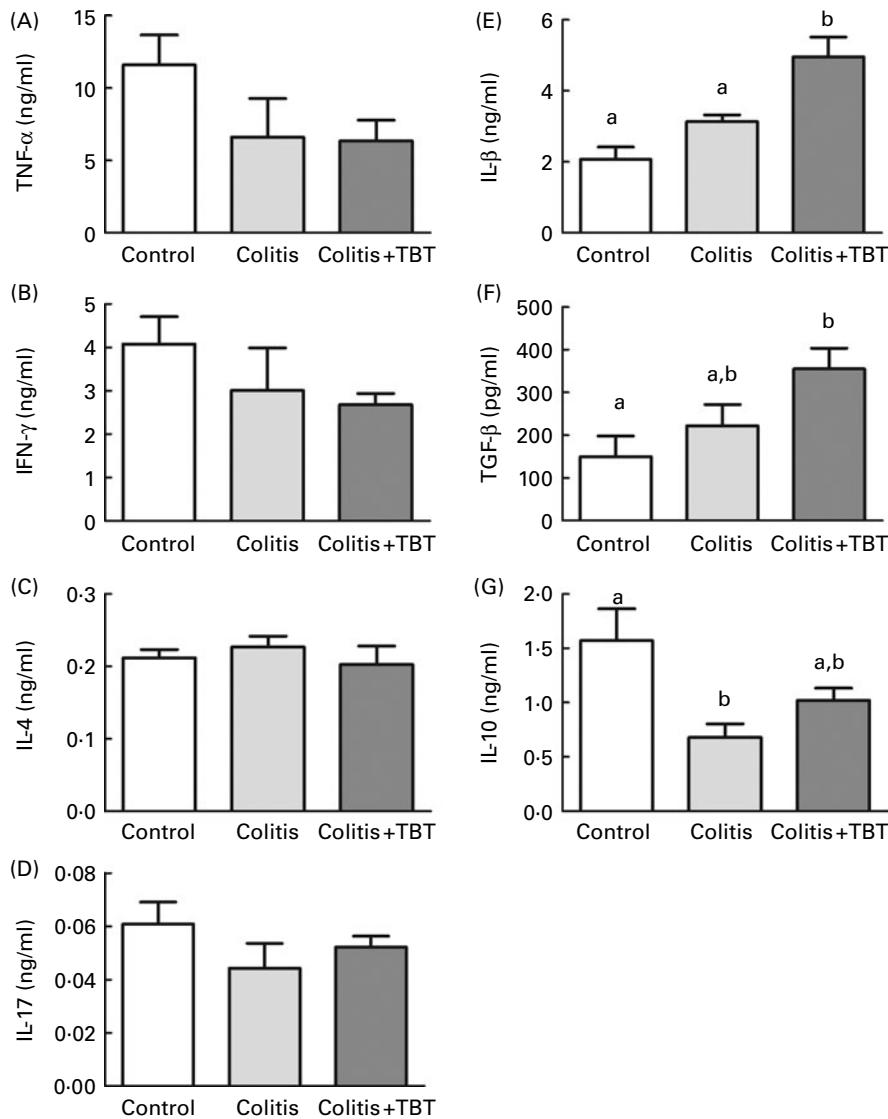 (A)
TNF-α (ng/ml)
15
10
5
0
Control Colitis Colitis+TBT
(B)
IFN-γ (ng/ml)
5
4
3
2
1
0
Control Colitis Colitis+TBT
(C)
IL-4 (ng/ml)
0·3
0·2
0·1
0·0
Control Colitis Colitis+TBT
(D)
IL-17 (ng/ml)
0·08
0·06
0·04
0·02
0·00
Control Colitis Colitis+TBT
(E)
IL-β (ng/ml)
6
4
2
0
a
a
b
Control Colitis Colitis+TBT
(F)
TGF-β (pg/ml)
500
400
300
200
100
0
a
a,b
b
Control Colitis Colitis+TBT
(G)
IL-10 (ng/ml)
2·0
1·5
1·0
0·5
0·0
a
b
a,b
Control Colitis Colitis+TBT